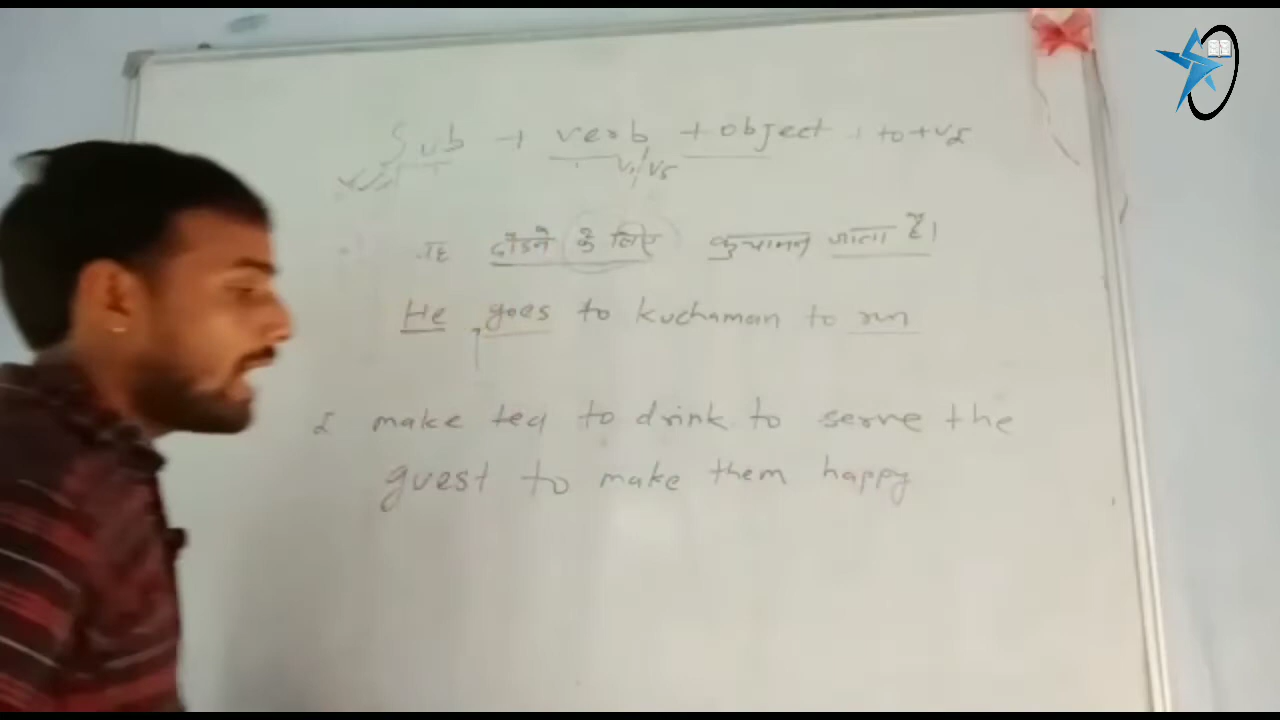 Sub + verb + object + to + V1
V1/V5
वह दौडने के लिए कुचामन जाता है।
He goes to kuchaman to run
I make tea to drink to serve the
guest to make them happy